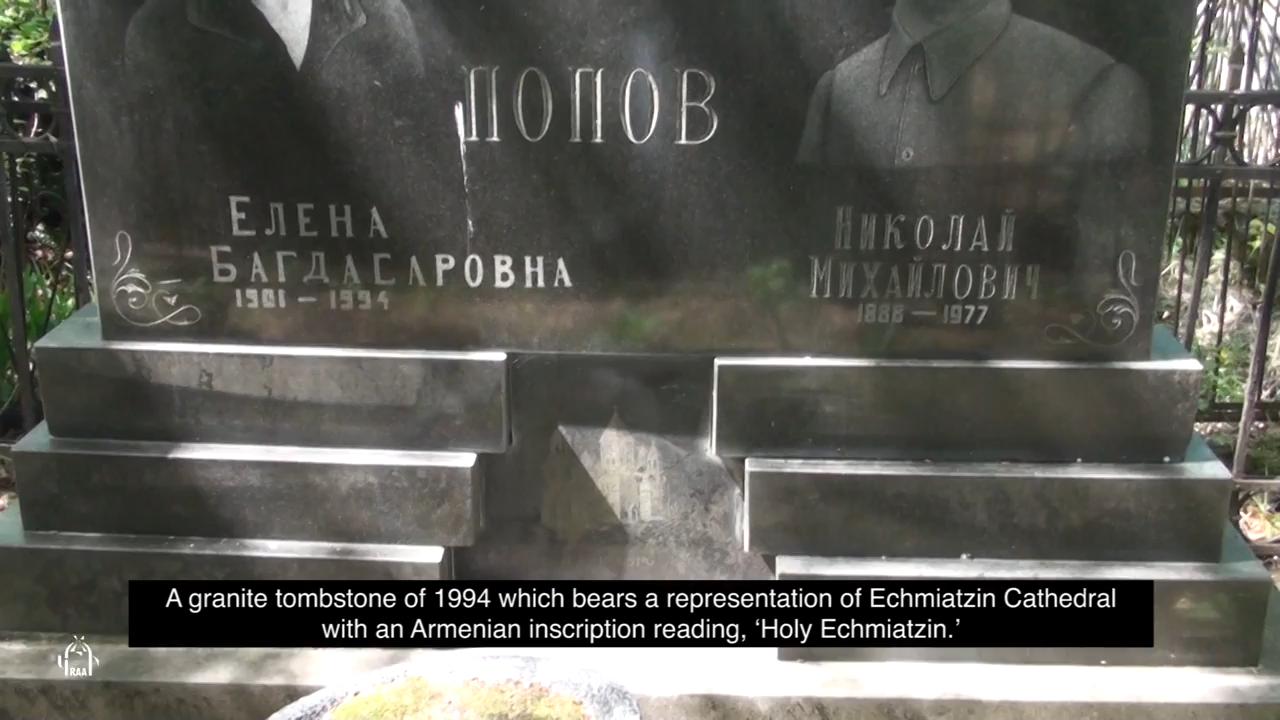 ПОПОВ
ЕЛЕНА
БАГДАСАРОВНА
1901 – 1994
НИКОЛАЙ
МИХАЙЛОВИЧ
1888 – 1977
A granite tombstone of 1994 which bears a representation of Echmiatzin Cathedral
with an Armenian inscription reading, ‘Holy Echmiatzin.’
RAA